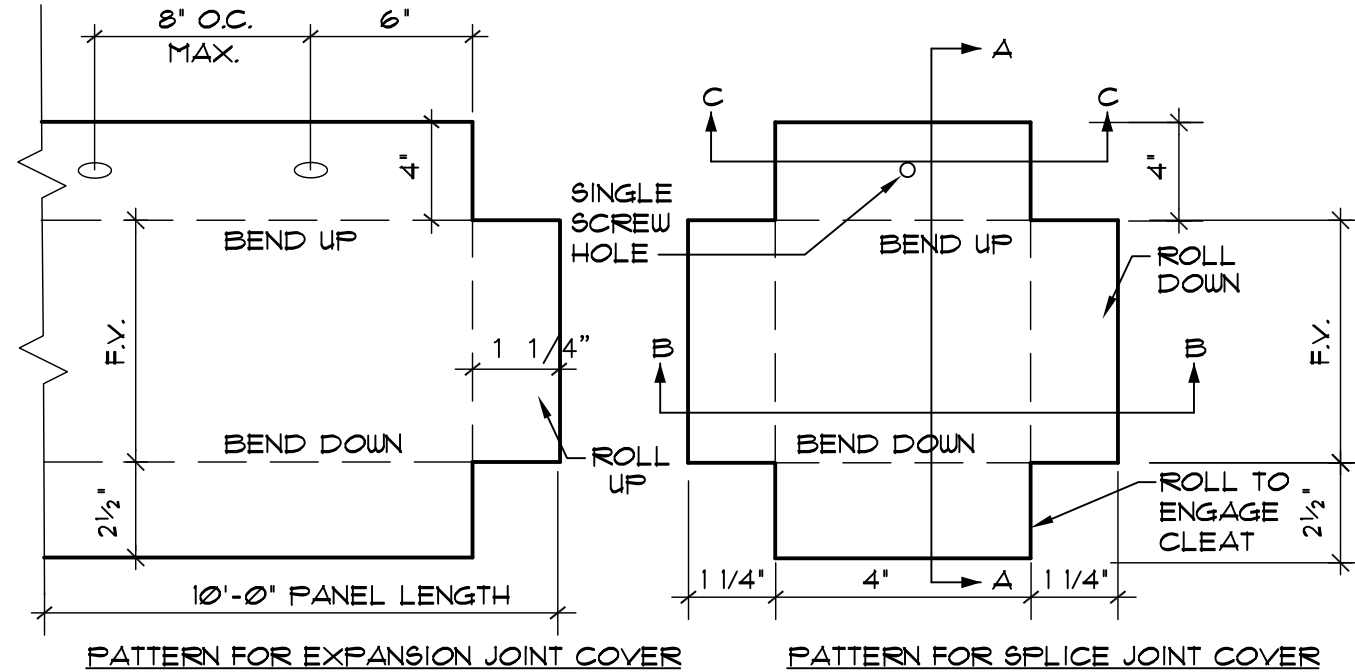 8" O.C.
MAX.
6"
4"
BEND UP
F.V.
1 1/4"
BEND DOWN
ROLL
UP
2½"
10'-0" PANEL LENGTH
PATTERN FOR EXPANSION JOINT COVER
A
C
C
4"
SINGLE
SCREW
HOLE
BEND UP
ROLL
DOWN
F.V.
B
B
BEND DOWN
ROLL TO
ENGAGE
CLEAT
2½"
1 1/4"
4"
A
1 1/4"
PATTERN FOR SPLICE JOINT COVER